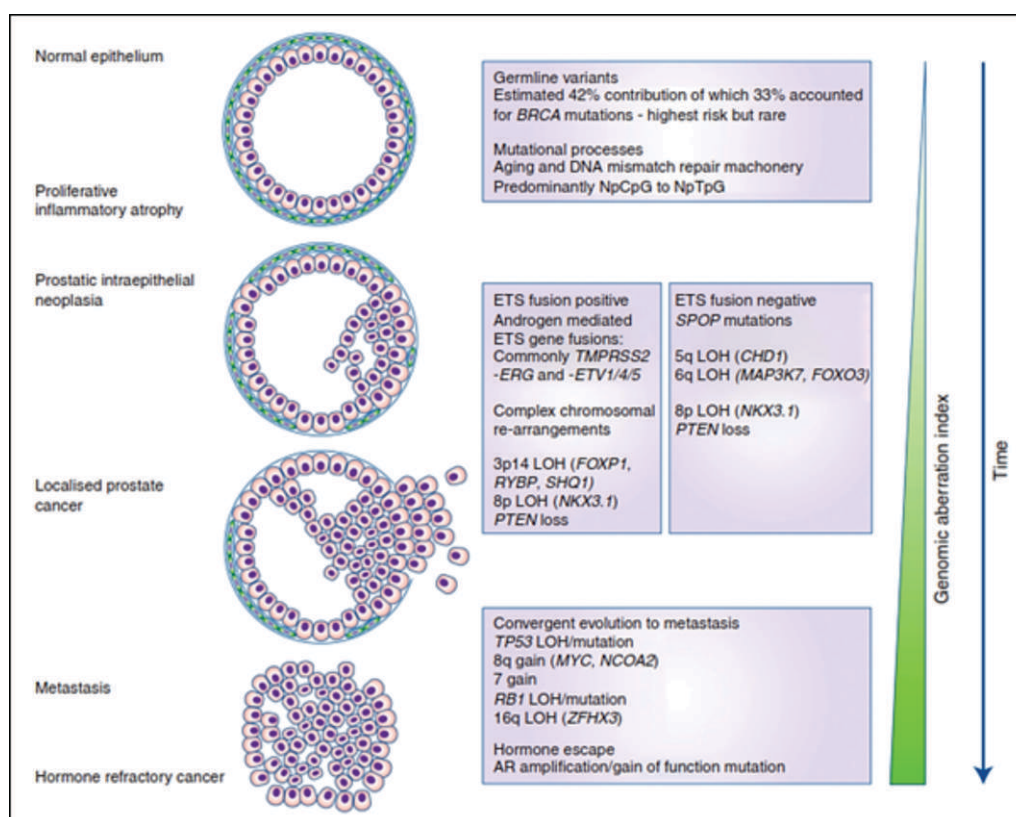 Normal epithelium
Proliferative
inflammatory atrophy
Prostatic intraepithelial
neoplasia
Localised prostate
cancer
Metastasis
Hormone refractory cancer
Germline variants
Estimated 42% contribution of which 33% accounted
for BRCA mutations - highest risk but rare
Mutational processes
Aging and DNA mismatch repair machonery
Predominantly NpCpG to NpTpG
ETS fusion positive
Androgen mediated
ETS gene fusions:
Commonly TMPRSS2
-ERG and -ETV1/4/5
Complex chromosomal
re-arrangements
3p14 LOH (FOXP1,
RYBP, SHQ1)
8p LOH (NKX3.1)
PTEN loss
ETS fusion negative
SPOP mutations
5q LOH (CHD1)
6q LOH (MAP3K7, FOXO3)
8p LOH (NKX3.1)
PTEN loss
Convergent evolution to metastasis
TP53 LOH/mutation
8q gain (MYC, NCOA2)
7 gain
RB1 LOH/mutation
16q LOH (ZFHX3)
Hormone escape
AR amplification/gain of function mutation
Genomic aberration index
Time